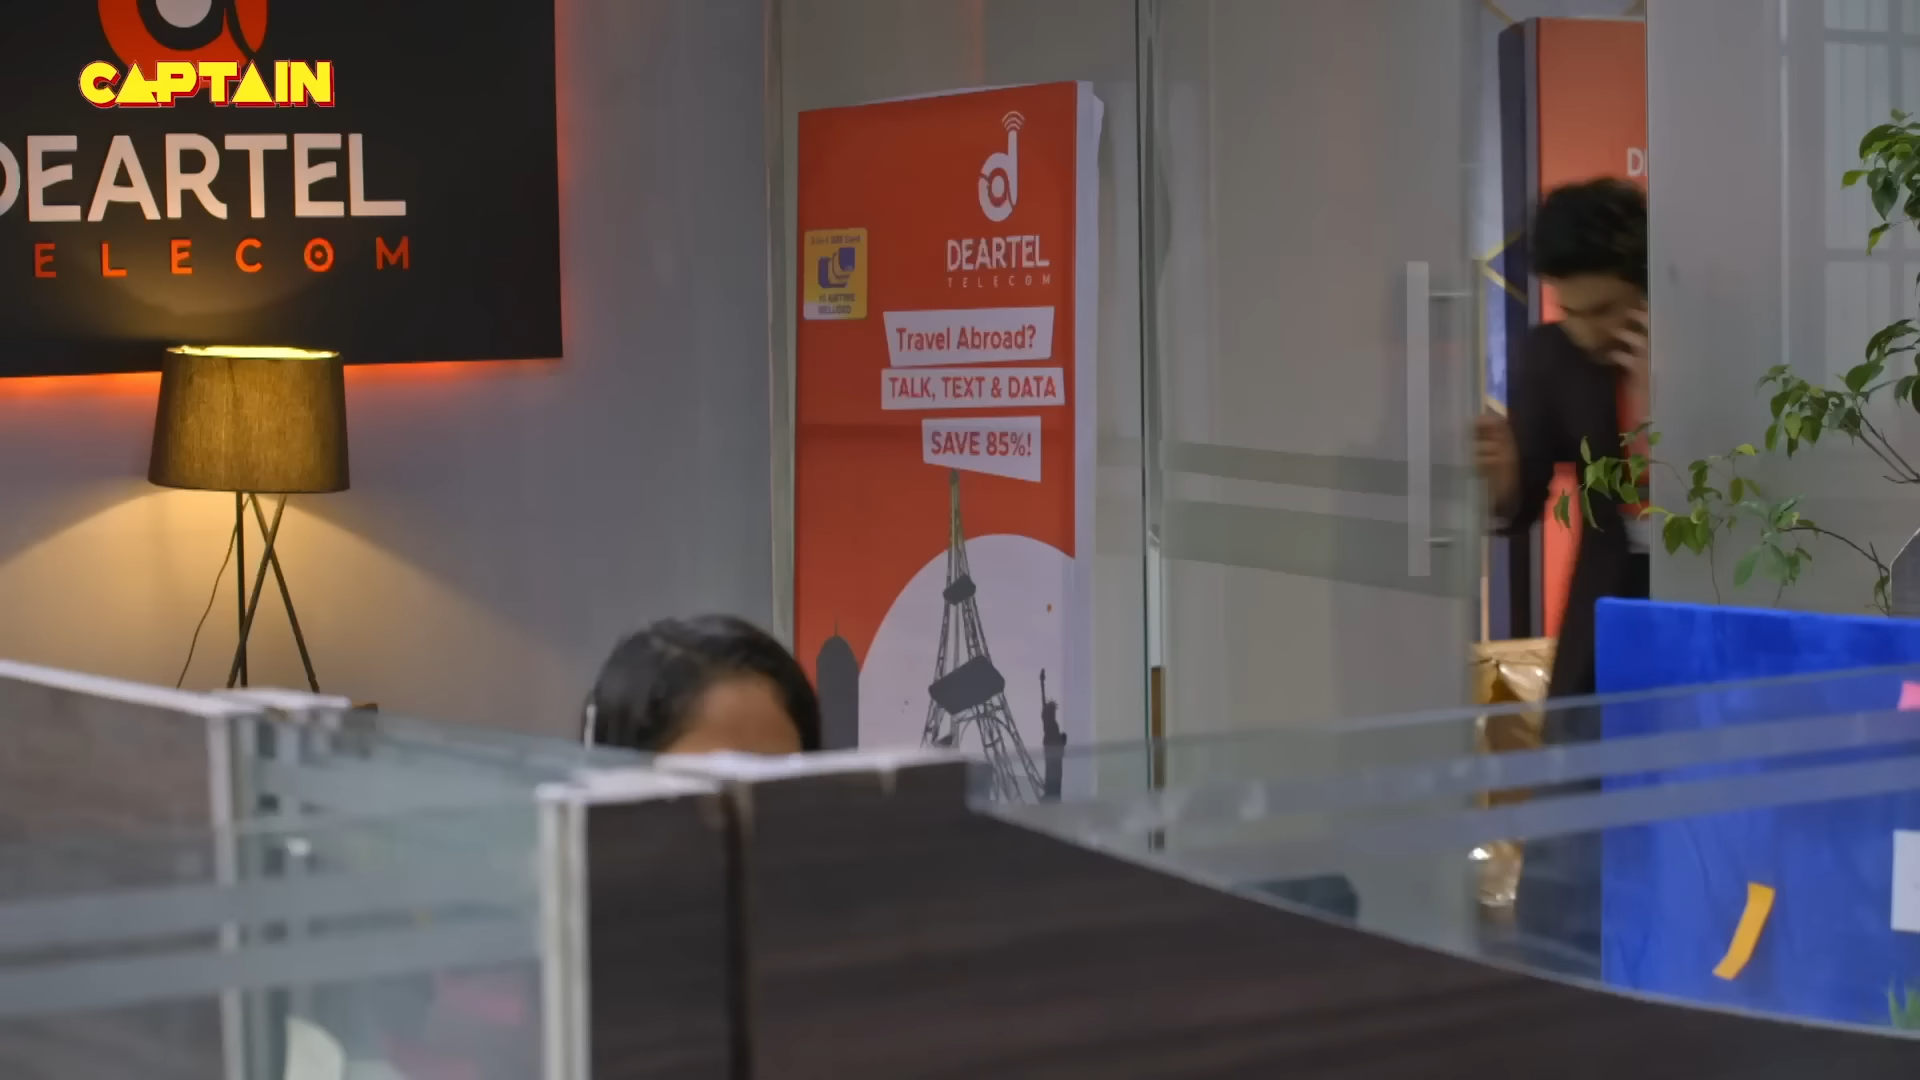 CAPTAIN
DEARTEL
ELECOM
DEARTEL
TELECOM
Travel Abroad?
TALK, TEXT & DATA
SAVE 85%!